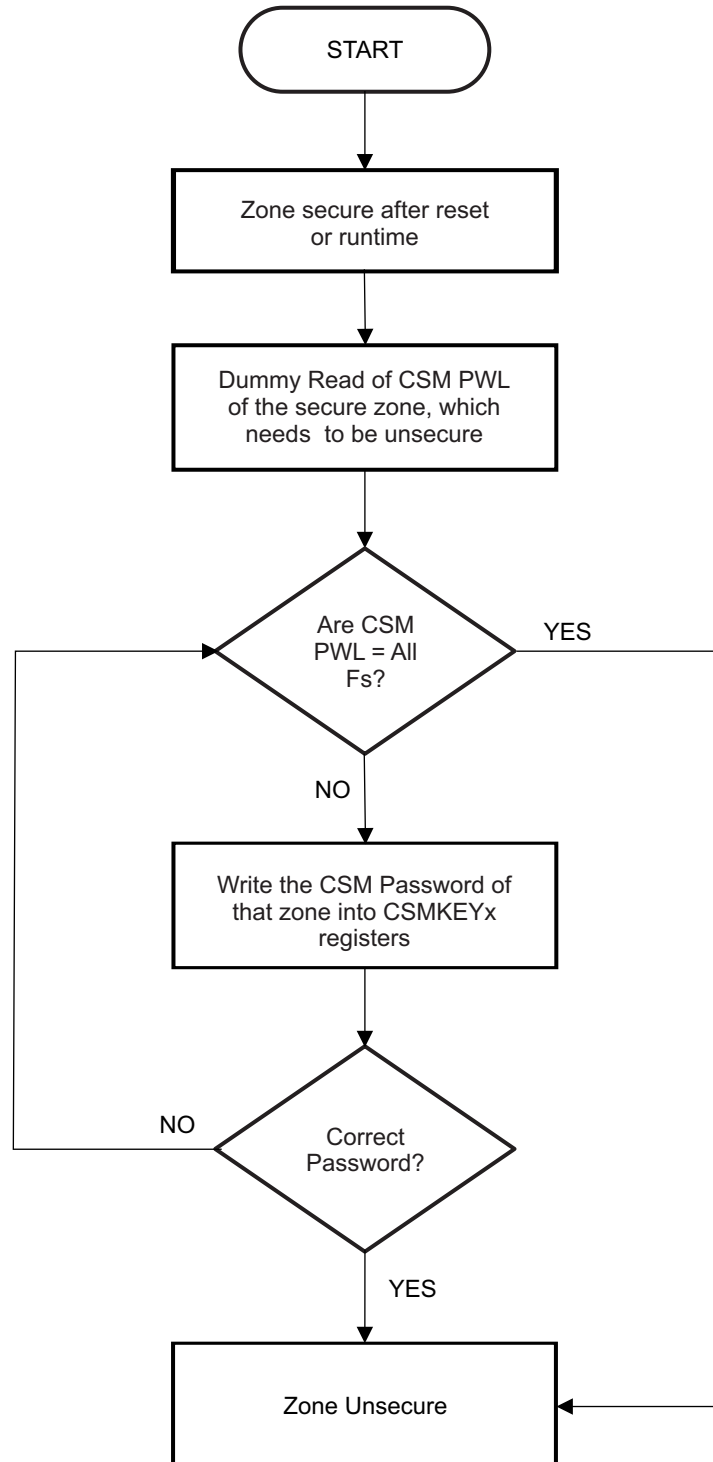 START
Zone secure after reset
or runtime
Dummy Read of CSM PWL
of the secure zone, which
needs to be unsecure
Are CSM
PWL = All
Fs?
YES
NO
Write the CSM Password of
that zone into CSMKEYx
registers
NO
Correct
Password?
YES
Zone Unsecure